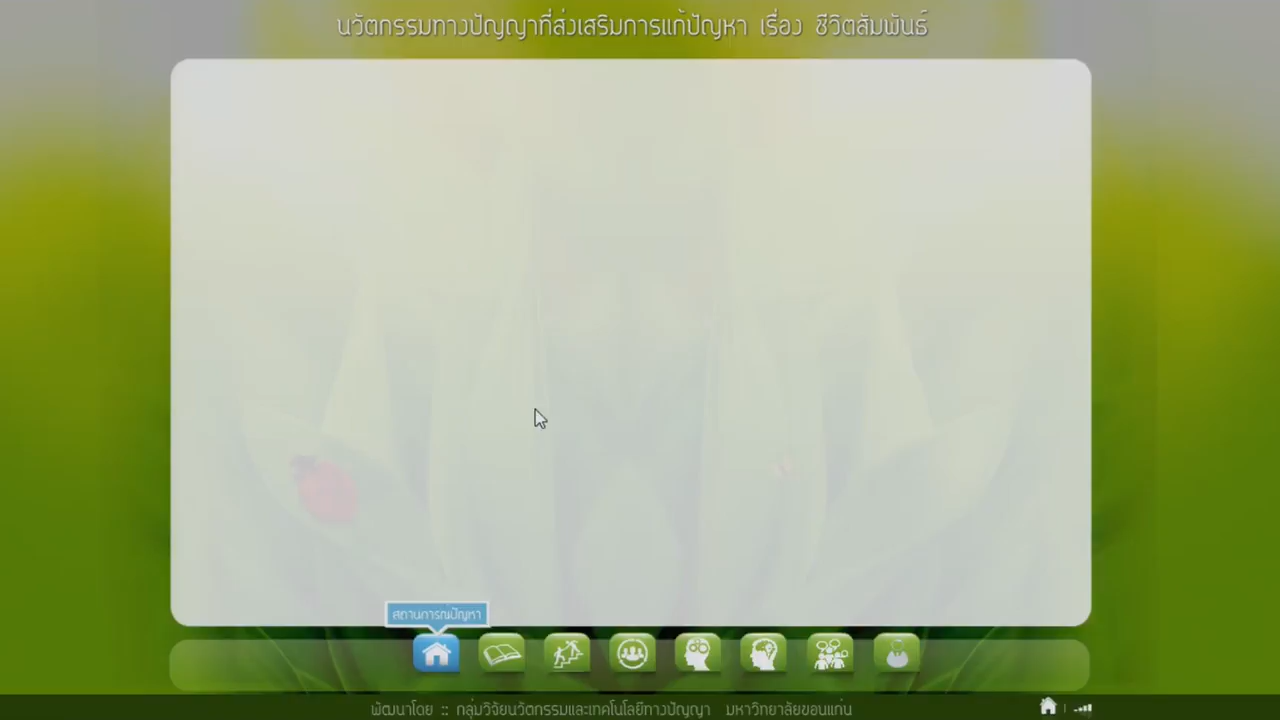 นวัตกรรมทางปัญญาที่ส่งเสริมการแก้ปัญหา เรื่อง ชีวิตสัมพันธ์
สถานการณ์ปัญหา
พัฒนาโดย :: กลุ่มวิจัยนวัตกรรมและเทคโนโลยีทางปัญญา มหาวิทยาลัยขอนแก่น